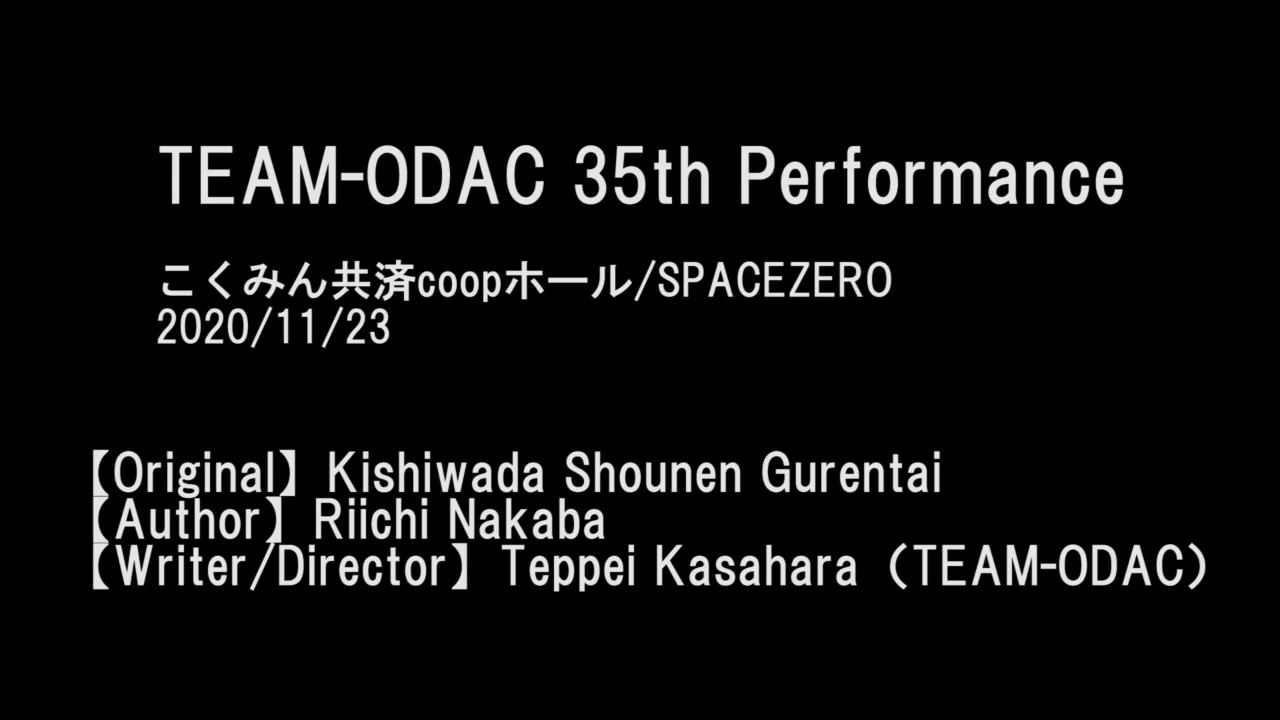 TEAM-ODAC 35th Performance
こくみん共済coopホール/SPACEZERO
2020/11/23
【Original】Kishiwada Shounen Gurentai
【Author】Riichi Nakaba
【Writer/Director】Teppei Kasahara（TEAM-ODAC）